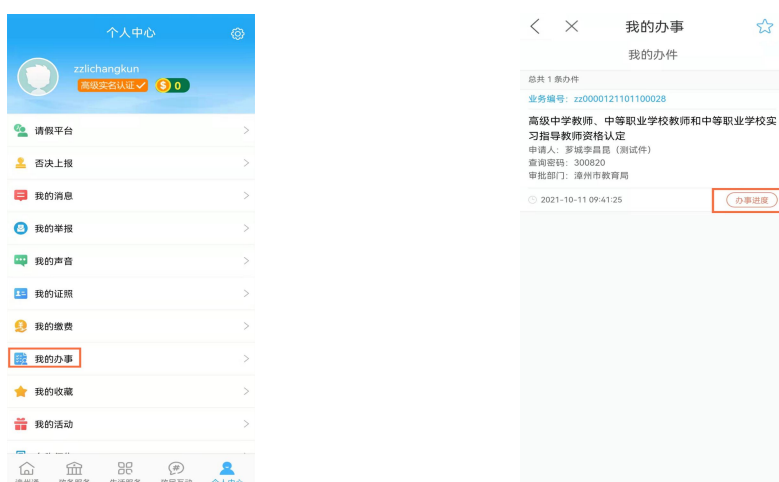 个人中心
zzlichangkun
高级实名认证
$ 0
请假平台
否决上报
我的消息
我的举报
我的声音
我的证照
我的缴费
我的办事
我的收藏
我的活动
个人中心
我的办事
我的办件
总共 1 条办件
业务编号：zz0000121101100028
高级中学教师、中等职业学校教师和中等职业学校实
习指导教师资格认定
申请人：芗城李昌昆（测试件）
查询密码：300820
审批部门：漳州市教育局
2021-10-11 09:41:25
办事进度